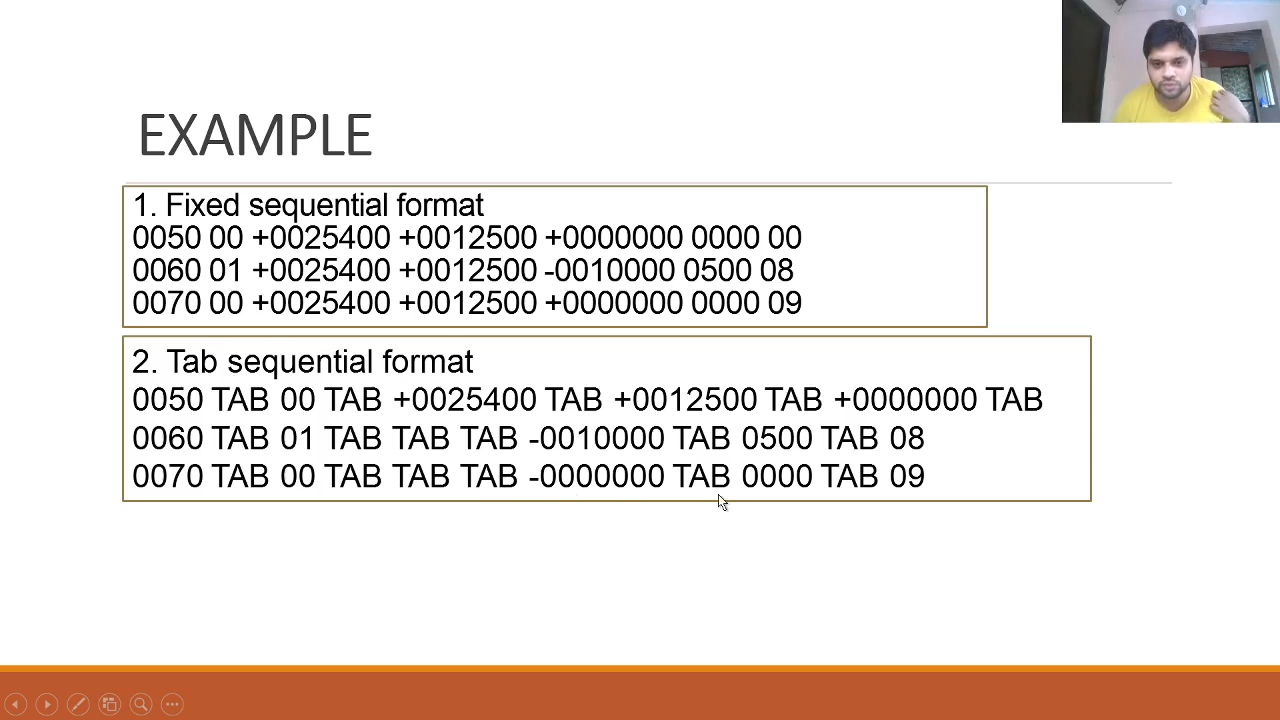 EXAMPLE
1. Fixed sequential format
0050 00 +0025400 +0012500 +0000000 0000 00
0060 01 +0025400 +0012500 -0010000 0500 08
0070 00 +0025400 +0012500 +0000000 0000 09
2. Tab sequential format
0050 TAB 00 TAB +0025400 TAB +0012500 TAB +0000000 TAB
0060 TAB 01 TAB TAB TAB -0010000 TAB 0500 TAB 08
0070 TAB 00 TAB TAB TAB -0000000 TAB 0000 TAB 09